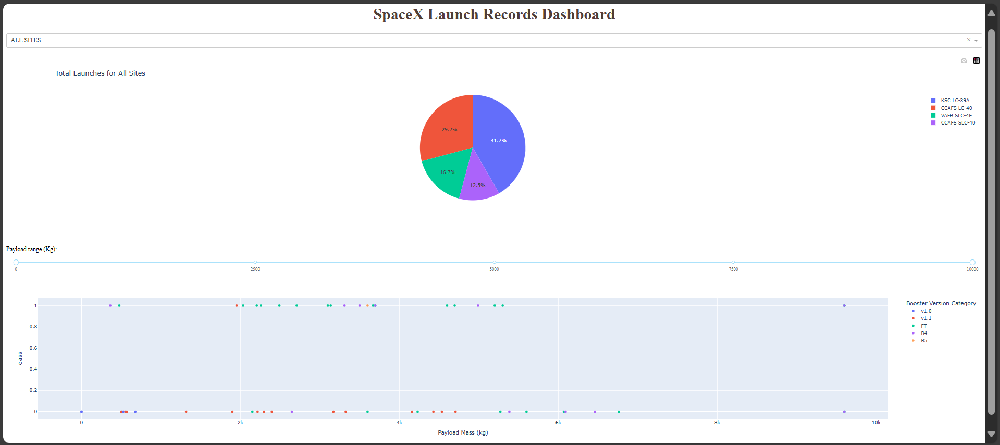 SpaceX Launch Records Dashboard
ALL SITES
Total Launches for All Sites
KSC LC-39A
CCAFS LC-40
VAFB SLC-4E
CCAFS SLC-40
29.2%
41.7%
16.7%
12.5%
Payload range (Kg):
0 2500 5000 7500 10000
Booster Version Category
v1.0
v1.1
FT
B4
B5
1
0.8
0.6
0.4
0.2
0
class
0 2k 4k 6k 8k 10k
Payload Mass (kg)